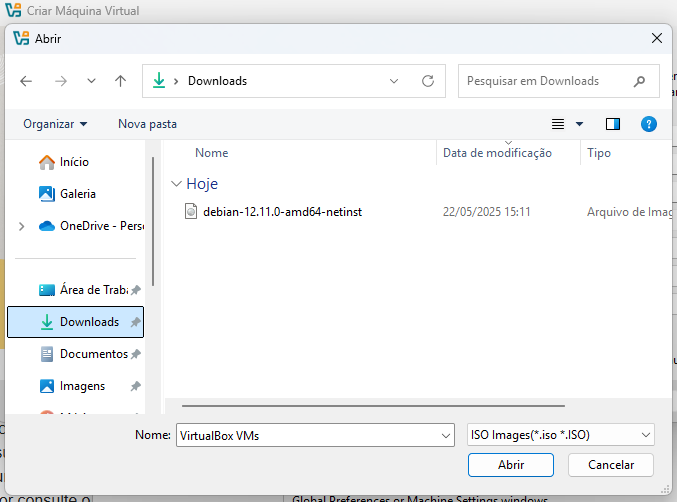 Criar Máquina Virtual
Abrir
Downloads
Pesquisar em Downloads
Organizar
Nova pasta
Nome
Data de modificação
Tipo
Início
Galeria
OneDrive - Pers
Hoje
debian-12.11.0-amd64-netinst
22/05/2025 15:11
Arquivo de Imag
Área de Traba
Downloads
Documentos
Imagens
Nome:
VirtualBox VMs
ISO Images(*.iso *.ISO)
Abrir
Cancelar
or consulte o
Global Preferences or Machine Settings windows